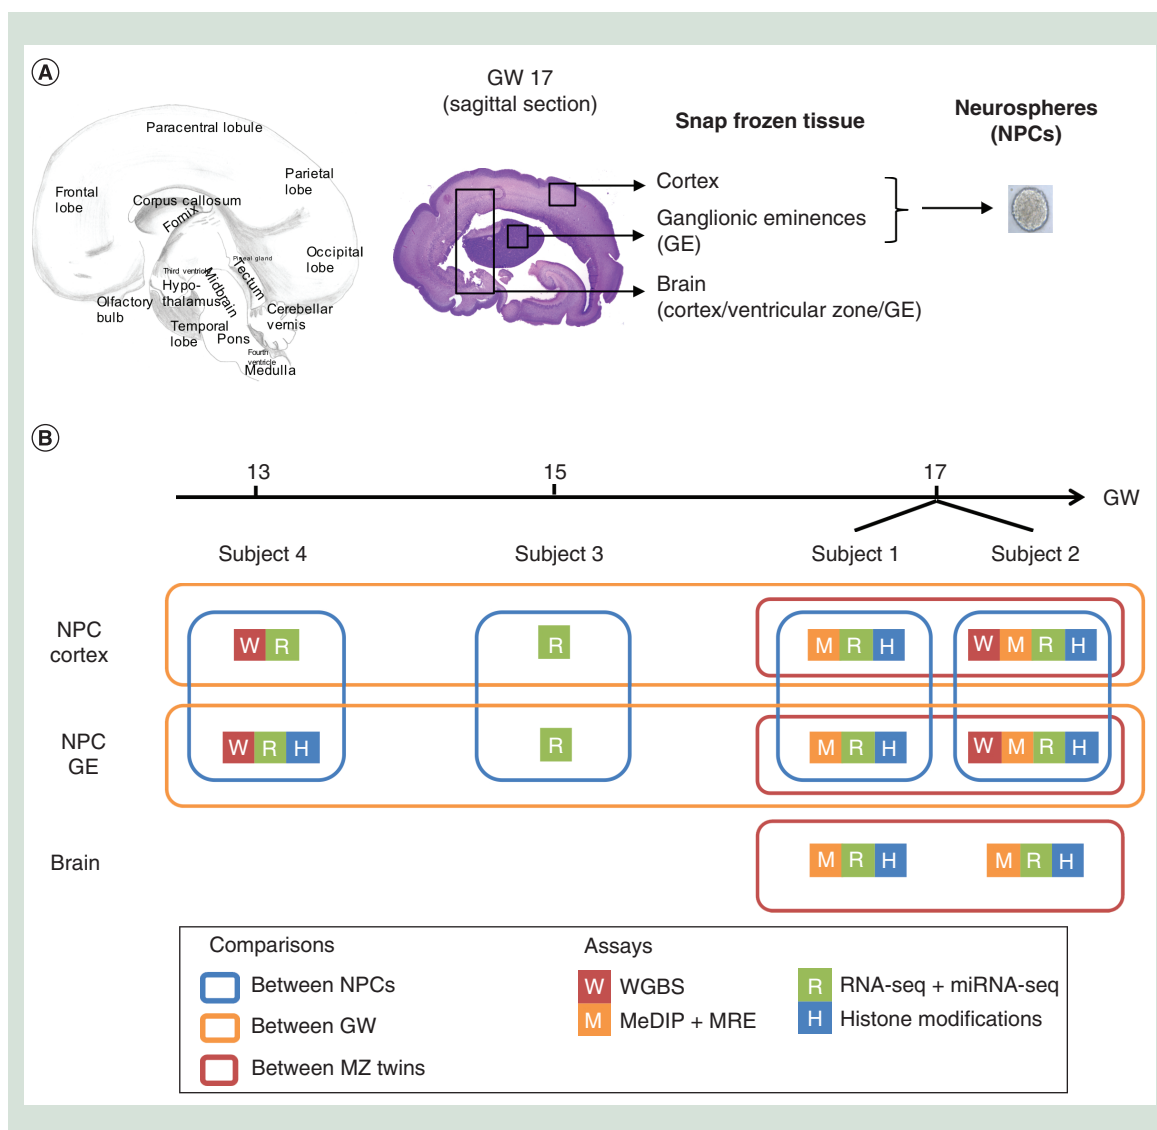 A
GW 17
(sagittal section)
Snap frozen tissue
Neurospheres
(NPCs)
Paracentral lobule
Parietal
lobe
Frontal
lobe
Corpus callosum
Fornix
Occipital
lobe
Pineal gland
Tectum
Third ventricle
Midbrain
Hypo-
thalamus
Olfactory
bulb
Cerebellar
vernis
Temporal
lobe
Pons
Fourth
ventricle
Medulla
Cortex
Ganglionic eminences
(GE)
Brain
(cortex/ventricular zone/GE)
B
13
15
17
GW
Subject 4
Subject 3
Subject 1
Subject 2
NPC
cortex
W R
R
M R H
W M R H
NPC
GE
W R H
R
M R H
W M R H
Brain
M R H
M R H
Comparisons
Between NPCs
Between GW
Between MZ twins
Assays
W WGBS
M MeDIP + MRE
R RNA-seq + miRNA-seq
H Histone modifications